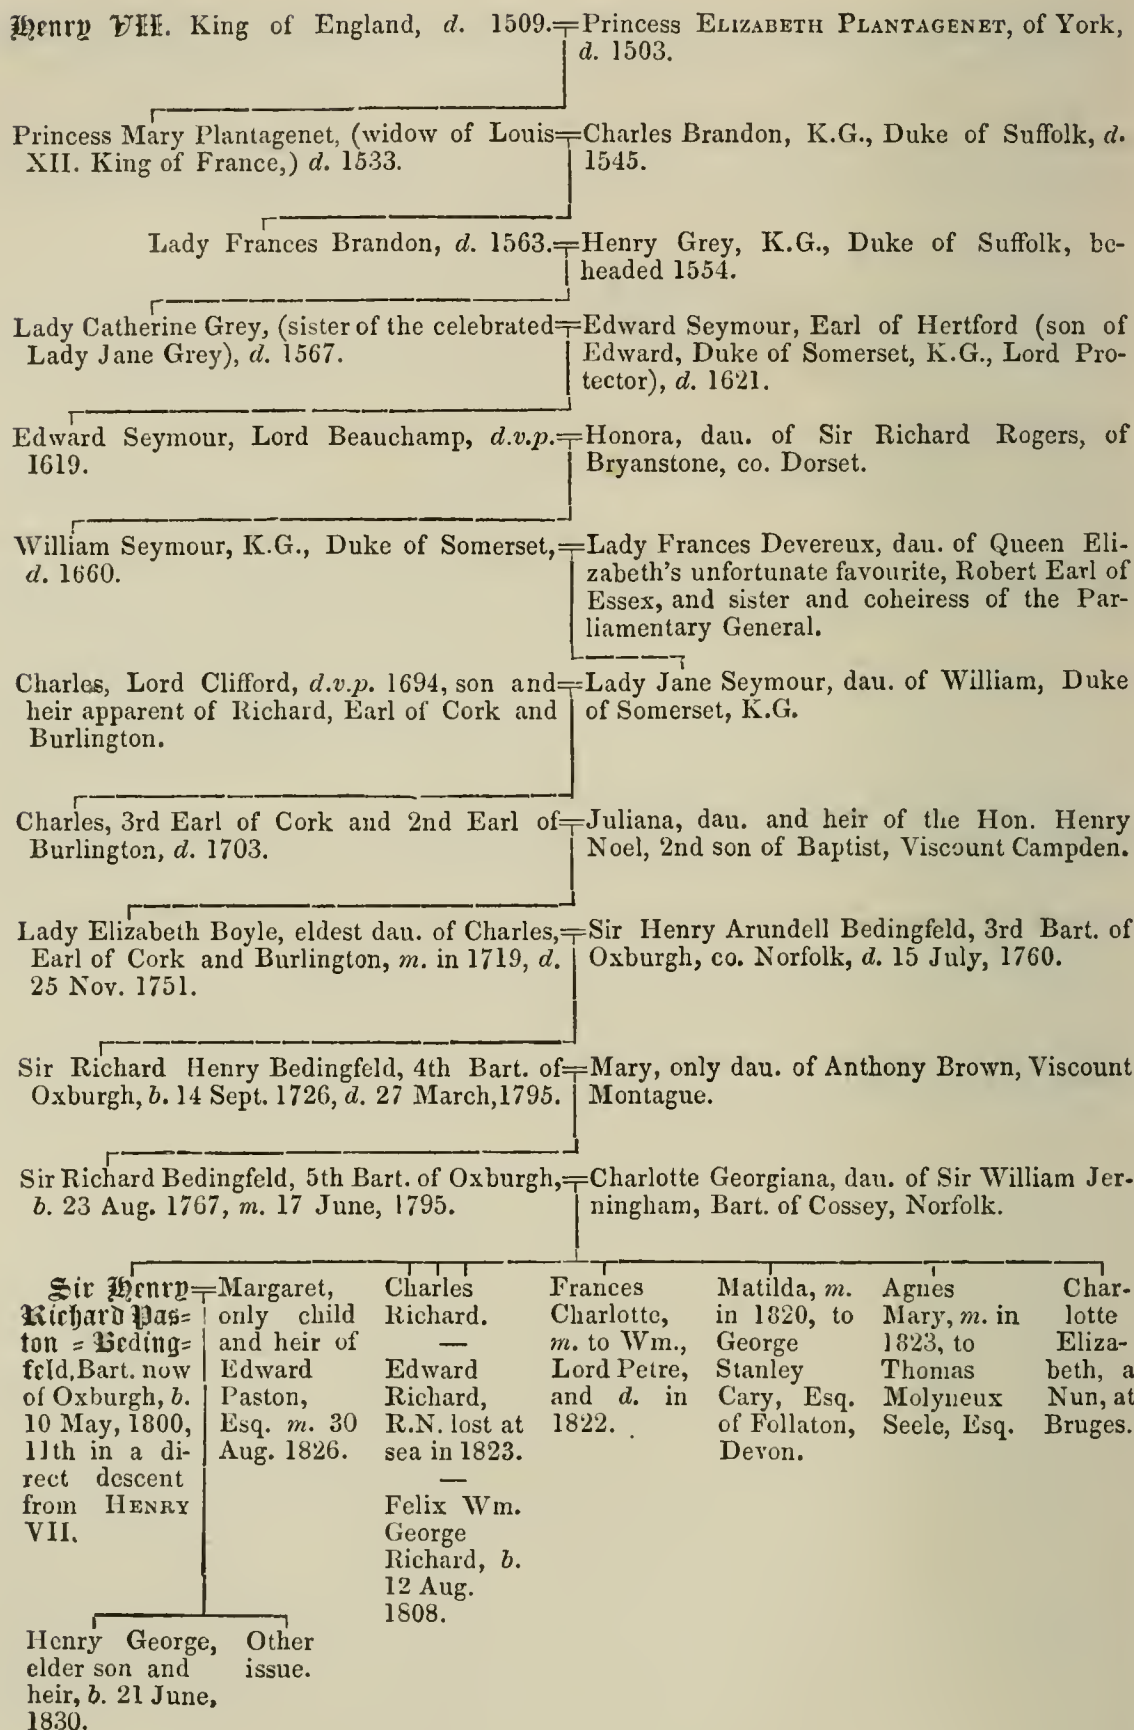 Henry VII. King of England, d. 1509.
Princess ELIZABETH PLANTAGENET, of York,
d. 1503.
Princess Mary Plantagenet, (widow of Louis
XII. King of France,) d. 1533.
Charles Brandon, K.G., Duke of Suffolk, d.
1545.
Lady Frances Brandon, d. 1563.
Henry Grey, K.G., Duke of Suffolk, be-
headed 1554.
Lady Catherine Grey, (sister of the celebrated
Lady Jane Grey), d. 1567.
Edward Seymour, Earl of Hertford (son of
Edward, Duke of Somerset, K.G., Lord Pro-
tector), d. 1621.
Edward Seymour, Lord Beauchamp, d.v.p.
1619.
Honora, dau. of Sir Richard Rogers, of
Bryanstone, co. Dorset.
William Seymour, K.G., Duke of Somerset,
d. 1660.
Lady Frances Devereux, dau. of Queen Eli-
zabeth's unfortunate favourite, Robert Earl of
Essex, and sister and coheiress of the Par-
liamentary General.
Charles, Lord Clifford, d.v.p. 1694, son and
heir apparent of Richard, Earl of Cork and
Burlington.
Lady Jane Seymour, dau. of William, Duke
of Somerset, K.G.
Charles, 3rd Earl of Cork and 2nd Earl of
Burlington, d. 1703.
Juliana, dau. and heir of the Hon. Henry
Noel, 2nd son of Baptist, Viscount Campden.
Lady Elizabeth Boyle, eldest dau. of Charles,
Earl of Cork and Burlington, m. in 1719, d.
25 Nov. 1751.
Sir Henry Arundell Bedingfeld, 3rd Bart. of
Oxburgh, co. Norfolk, d. 15 July, 1760.
Sir Richard Henry Bedingfeld, 4th Bart. of
Oxburgh, b. 14 Sept. 1726, d. 27 March, 1795.
Mary, only dau. of Anthony Brown, Viscount
Montague.
Sir Richard Bedingfeld, 5th Bart. of Oxburgh,
b. 23 Aug. 1767, m. 17 June, 1795.
Charlotte Georgiana, dau. of Sir William Jer-
ningham, Bart. of Cossey, Norfolk.
Sir Henry
Richard Pas=
ton = Beding=
feld, Bart. now
of Oxburgh, b.
10 May, 1800,
11th in a di-
rect descent
from HENRY
VII.
Margaret,
only child
and heir of
Edward
Paston,
Esq. m. 30
Aug. 1826.
Charles
Richard.
—
Edward
Richard,
R.N. lost at
sea in 1823.
—
Felix Wm.
George
Richard, b.
12 Aug.
1808.
Frances
Charlotte,
m. to Wm.,
Lord Petre,
and d. in
1822.
Matilda, m.
in 1820, to
George
Stanley
Cary, Esq.
of Follaton,
Devon.
Agnes
Mary, m. in
1823, to
Thomas
Molyneux
Seele, Esq.
Char-
lotte
Eliza-
beth, a
Nun, at
Bruges.
Henry George,
elder son and
heir, b. 21 June,
1830.
Other
issue.